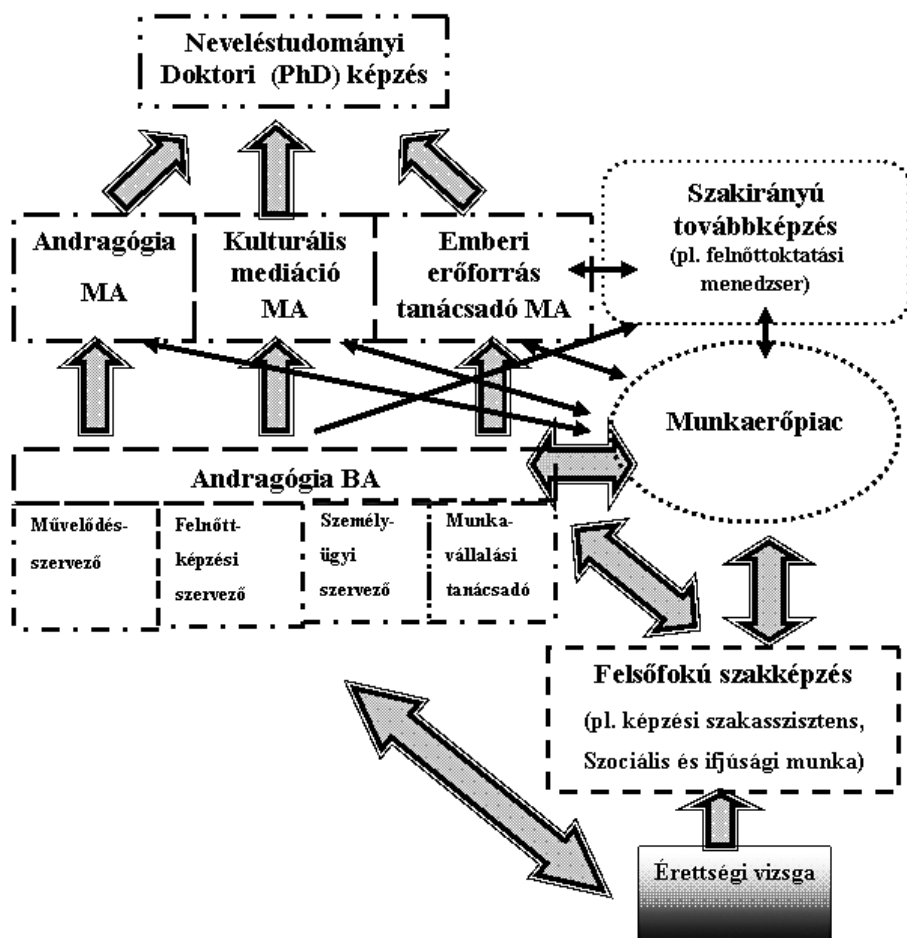 Neveléstudományi
Doktori (PhD) képzés
Andragógia
MA
Kulturális
mediáció
MA
Emberi
erőforrás
tanácsadó MA
Szakirányú
továbbképzés
(pl. felnőttoktatási
menedzser)
Munkaerőpiac
Andragógia BA
Művelődés-
szervező
Felnőtt-
képzési
szervező
Személy-
ügyi
szervező
Munka-
vállalási
tanácsadó
Felsőfokú szakképzés
(pl. képzési szakasszisztens,
Szociális és ifjúsági munka)
Érettségi vizsga